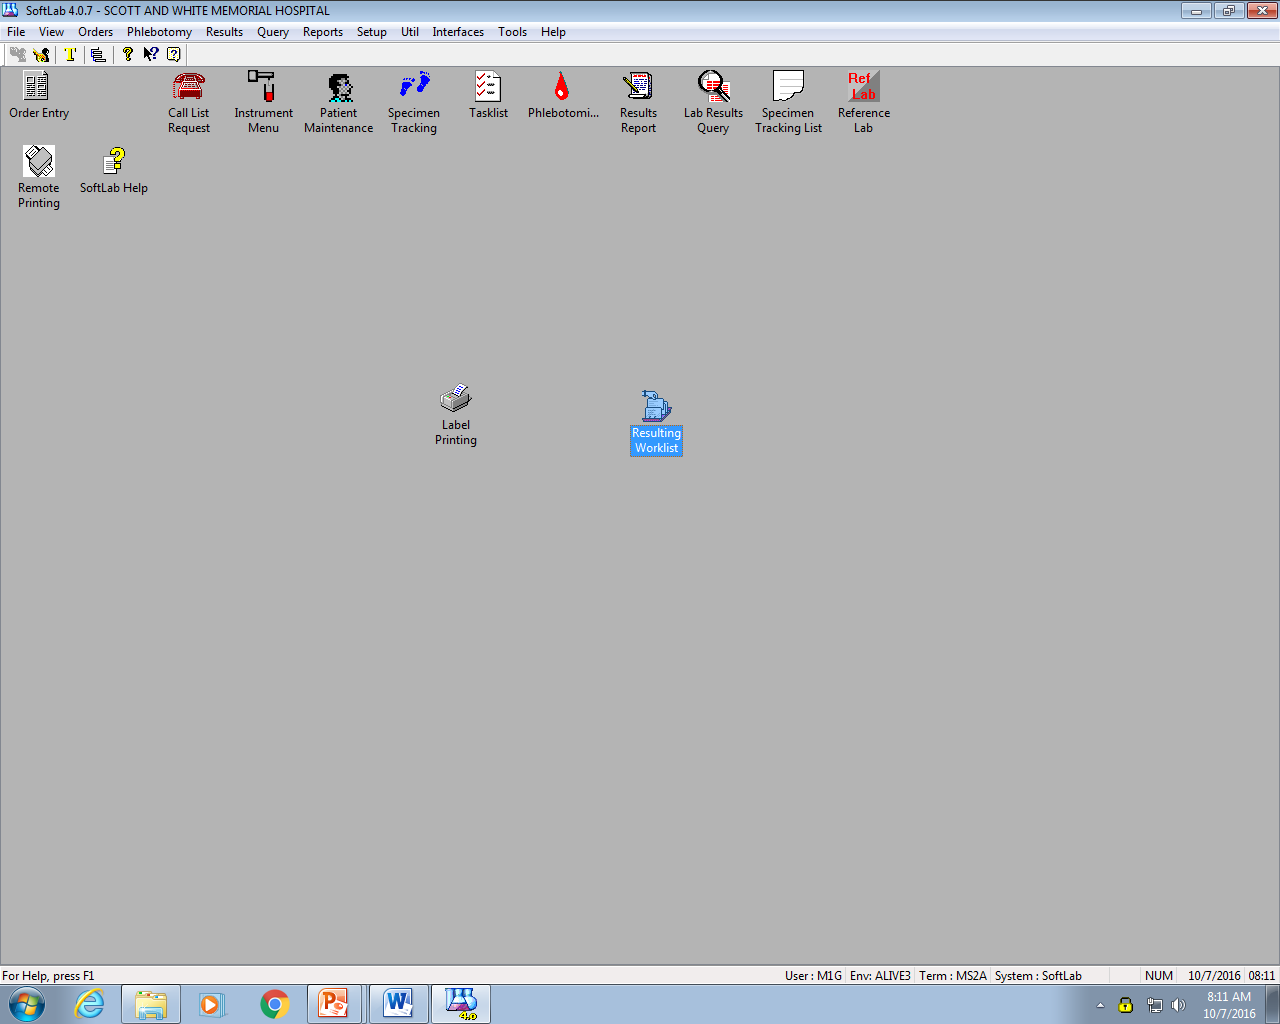 SoftLab 4.0.7 - SCOTT AND WHITE MEMORIAL HOSPITAL
File View Orders Phlebotomy Results Query Reports Setup Util Interfaces Tools Help
T ? ? ?
Ref
Lab
Order Entry
Call List
Request
Instrument
Menu
Patient
Maintenance
Specimen
Tracking
Tasklist
Phlebotomi...
Results
Report
Lab Results
Query
Specimen
Tracking List
Reference
Lab
Remote
Printing
SoftLab Help
Label
Printing
Resulting
Worklist
For Help, press F1
User : M1G Env: ALIVE3 Term : MS2A System : SoftLab NUM 10/7/2016 08:11
4.0
8:11 AM
10/7/2016